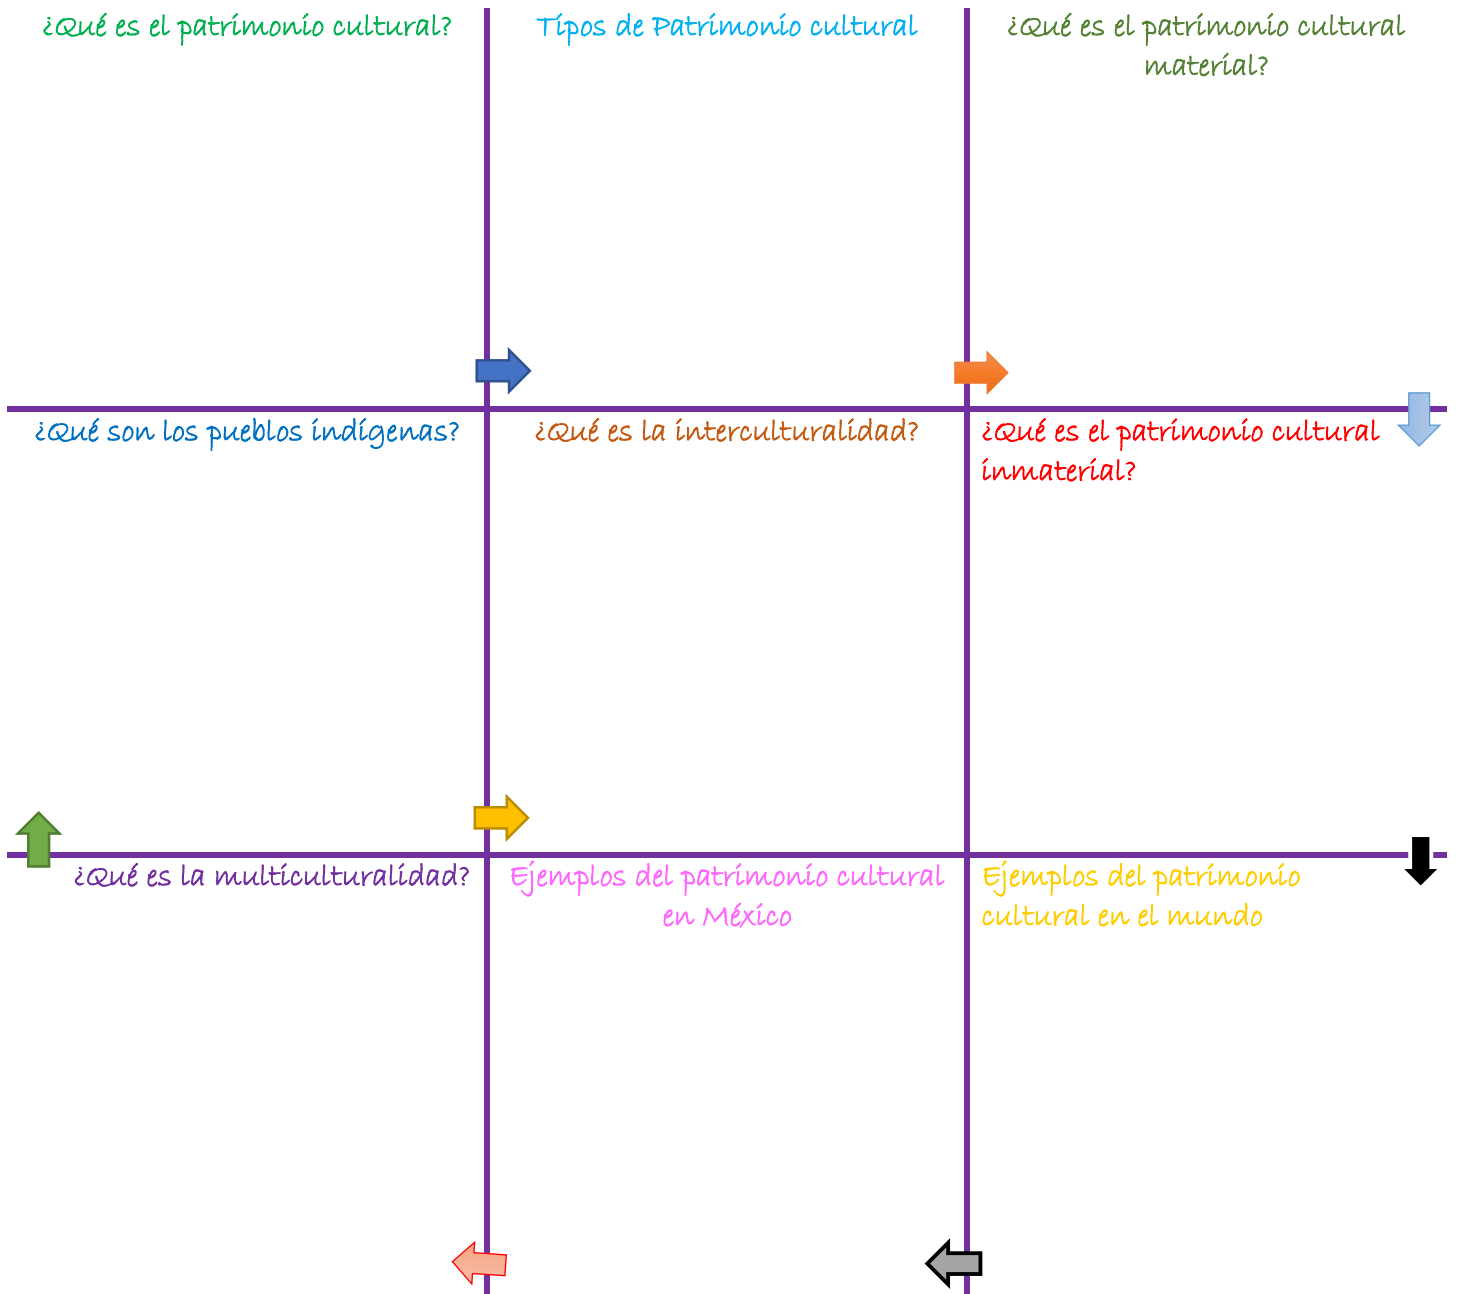 ¿Qué es el patrimonio cultural?
Tipos de Patrimonio cultural
¿Qué es el patrimonio cultural
material?
¿Qué son los pueblos indígenas?
¿Qué es la interculturalidad?
¿Qué es el patrimonio cultural
inmaterial?
¿Qué es la multiculturalidad?
Ejemplos del patrimonio cultural
en México
Ejemplos del patrimonio
cultural en el mundo